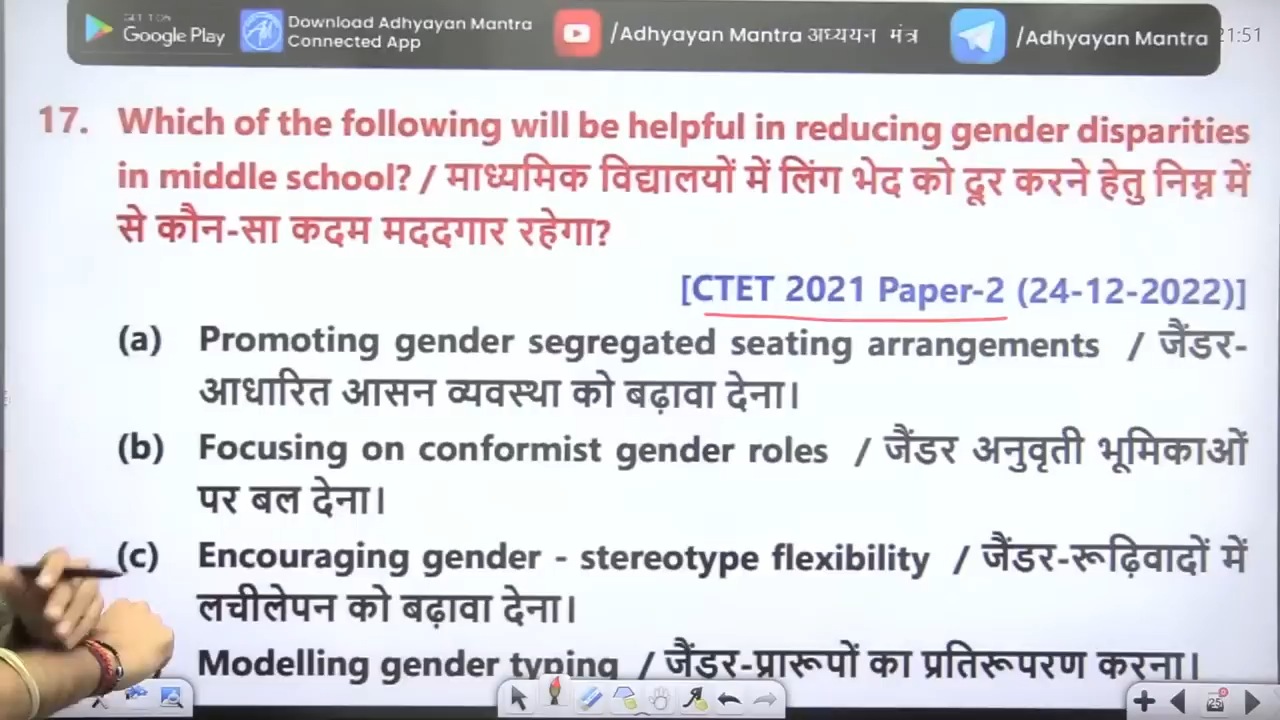 GET IT ON
Google Play
Download Adhyayan Mantra
Connected App
/Adhyayan Mantra अध्ययन मंत्र
/Adhyayan Mantra
21:51
17. Which of the following will be helpful in reducing gender disparities
in middle school? / माध्यमिक विद्यालयों में लिंग भेद को दूर करने हेतु निम्न में
से कौन-सा कदम मददगार रहेगा?
[CTET 2021 Paper-2 (24-12-2022)]
(a) Promoting gender segregated seating arrangements / जैंडर-
आधारित आसन व्यवस्था को बढ़ावा देना।
(b) Focusing on conformist gender roles / जैंडर अनुवृती भूमिकाओं
पर बल देना।
(c) Encouraging gender - stereotype flexibility / जैंडर-रूढ़िवादों में
लचीलेपन को बढ़ावा देना।
Modelling gender typing / जैंडर-प्रारूपों का प्रतिरूपरण करना।
25